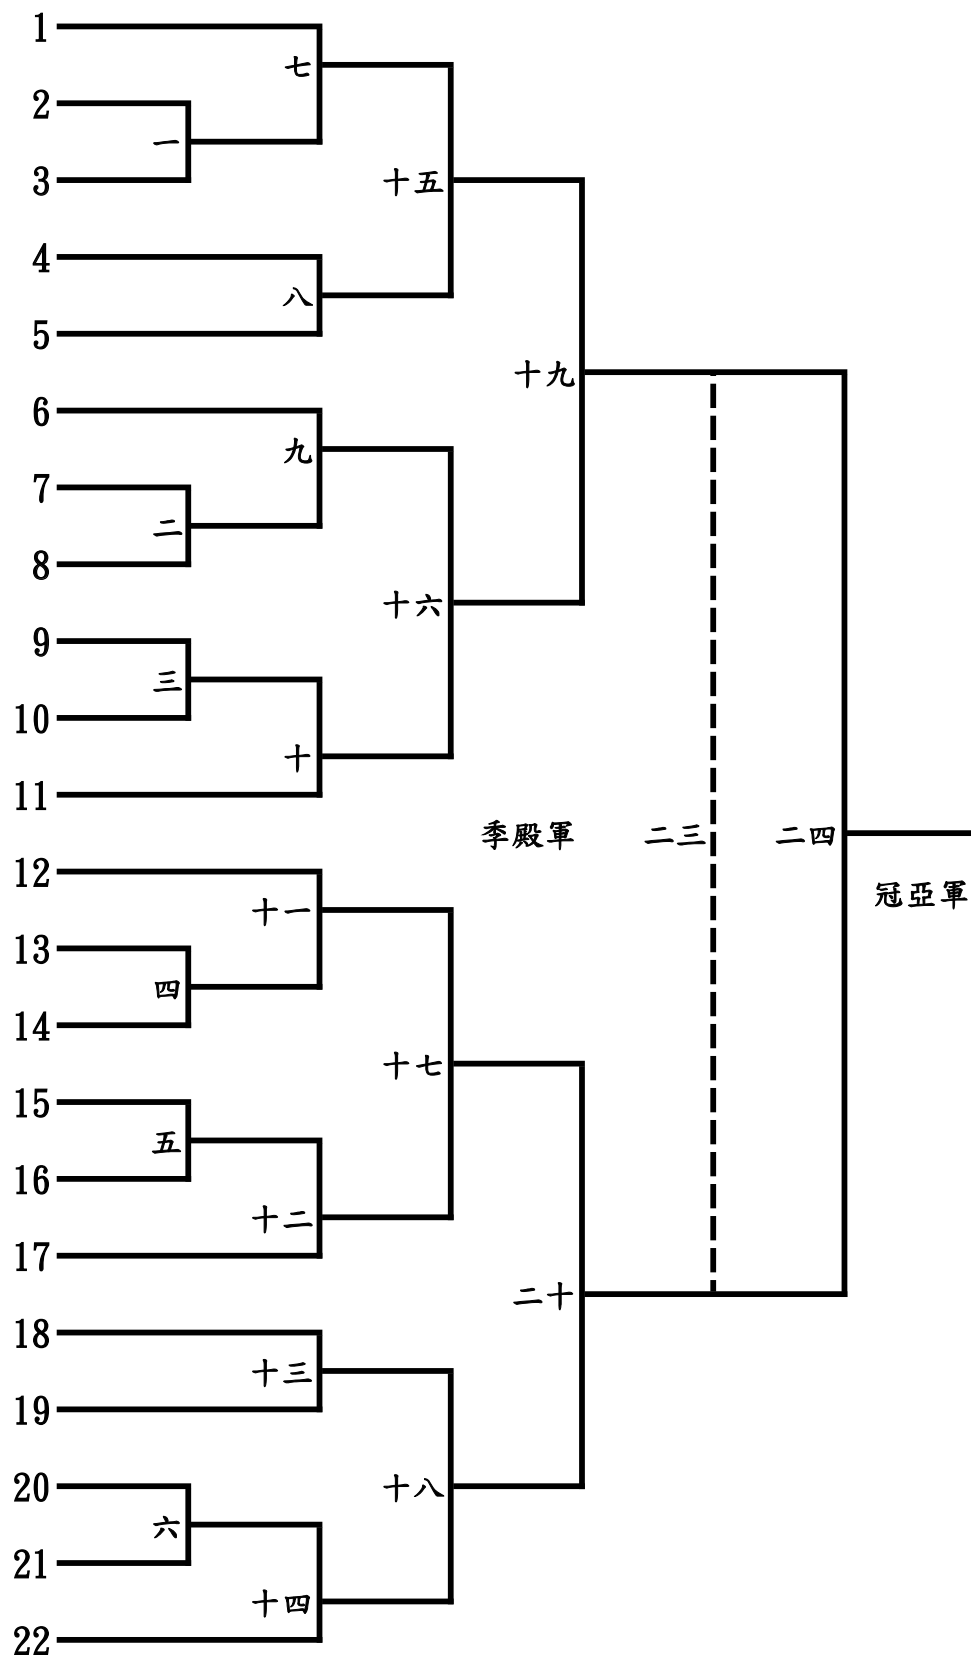 1
七
2
一
3
十五
4
八
5
十九
6
九
7
二
8
十六
9
三
10
十
11
季殿軍
二三
二四
12
冠亞軍
十一
13
四
14
十七
15
五
16
十二
17
二十
18
十三
19
20
十八
六
21
十四
22